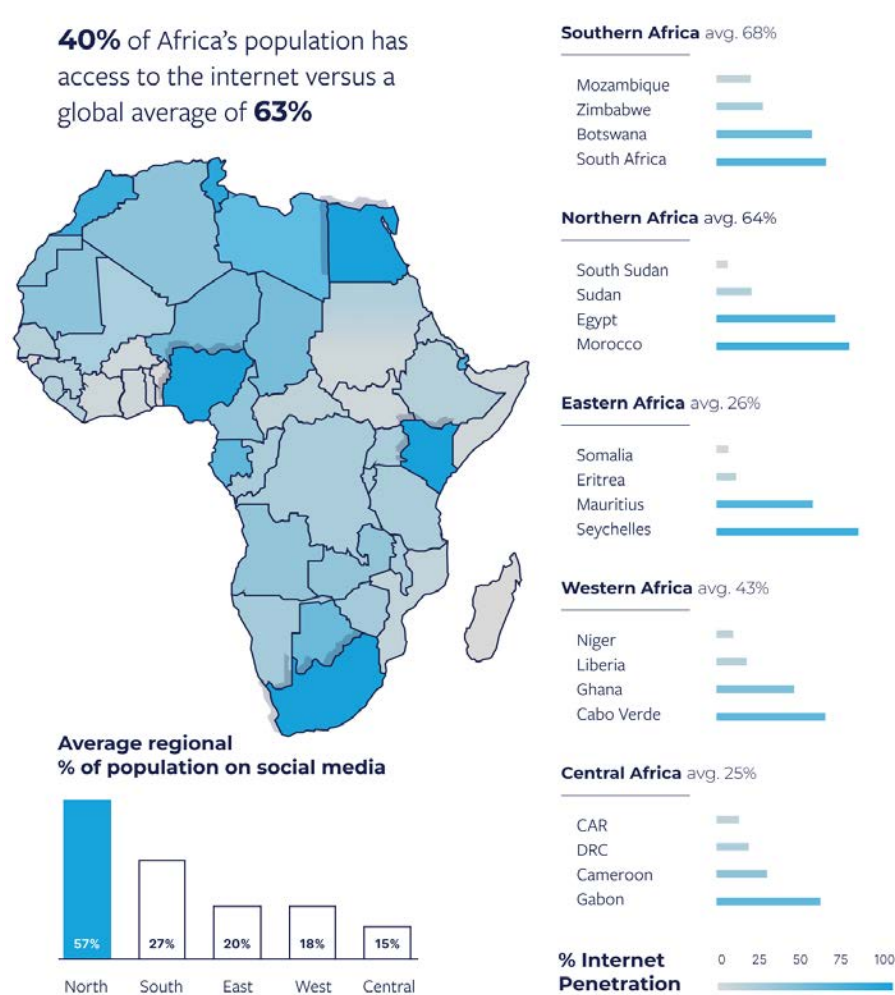 40% of Africa's population has
access to the internet versus a
global average of 63%
Southern Africa avg. 68%
Mozambique
Zimbabwe
Botswana
South Africa
Northern Africa avg. 64%
South Sudan
Sudan
Egypt
Morocco
Eastern Africa avg. 26%
Somalia
Eritrea
Mauritius
Seychelles
Western Africa avg. 43%
Niger
Liberia
Ghana
Cabo Verde
Central Africa avg. 25%
CAR
DRC
Cameroon
Gabon
% Internet
Penetration
0 25 50 75 100
Average regional
% of population on social media
57% 27% 20% 18% 15%
North South East West Central